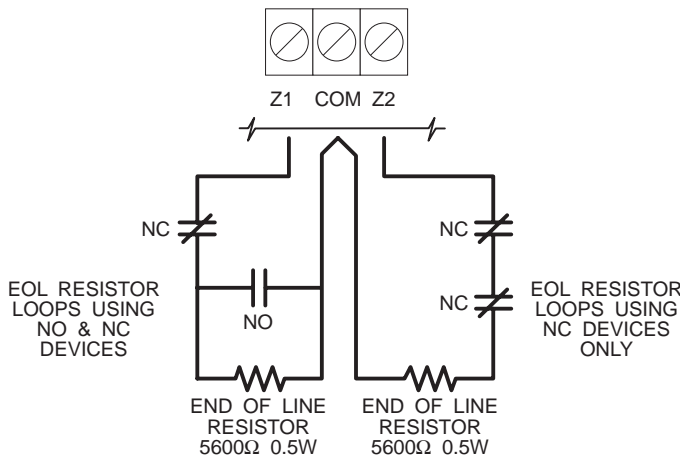 Z1 COM Z2
NC
NC
NC
NO
EOL RESISTOR
LOOPS USING
NO & NC
DEVICES
EOL RESISTOR
LOOPS USING
NC DEVICES
ONLY
END OF LINE
RESISTOR
5600Ω 0.5W
END OF LINE
RESISTOR
5600Ω 0.5W